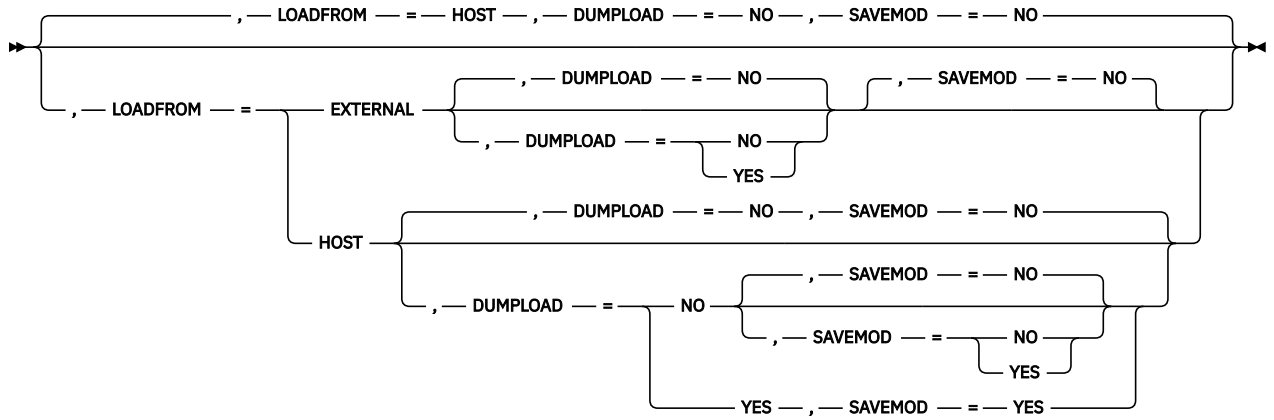 , LOADFROM = HOST , DUMPLOAD = NO , SAVEMOD = NO
, DUMPLOAD = NO , SAVEMOD = NO
, LOADFROM = EXTERNAL
, DUMPLOAD = NO
YES
, DUMPLOAD = NO , SAVEMOD = NO
HOST
, SAVEMOD = NO
, DUMPLOAD = NO
, SAVEMOD = NO
YES
YES , SAVEMOD = YES